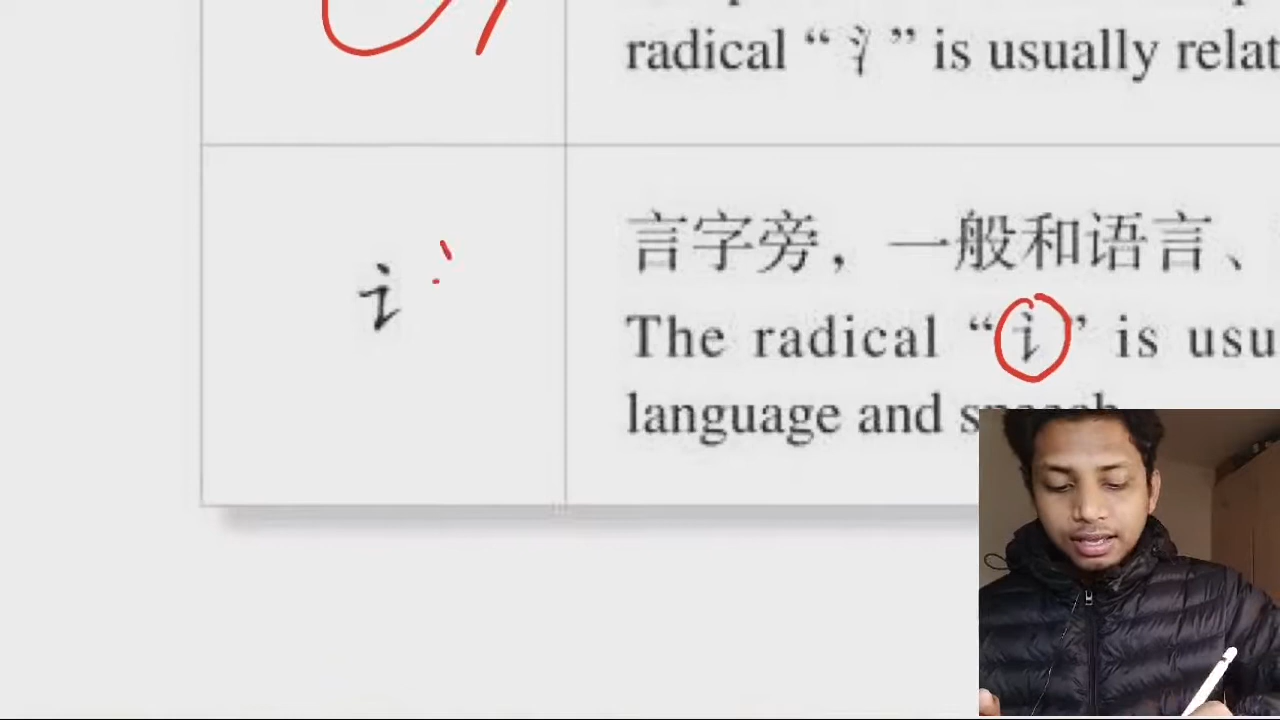 radical “氵” is usually relat
讠
言字旁，一般和语言、
The radical “讠” is usu
language and speech